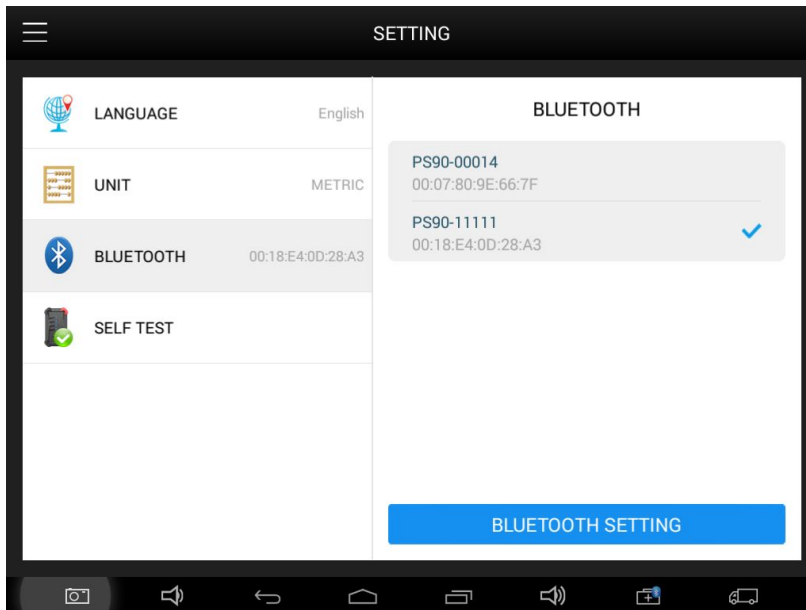 SETTING
LANGUAGE English
UNIT METRIC
BLUETOOTH 00:18:E4:0D:28:A3
SELF TEST
BLUETOOTH
PS90-00014
00:07:80:9E:66:7F
PS90-11111
00:18:E4:0D:28:A3
BLUETOOTH SETTING